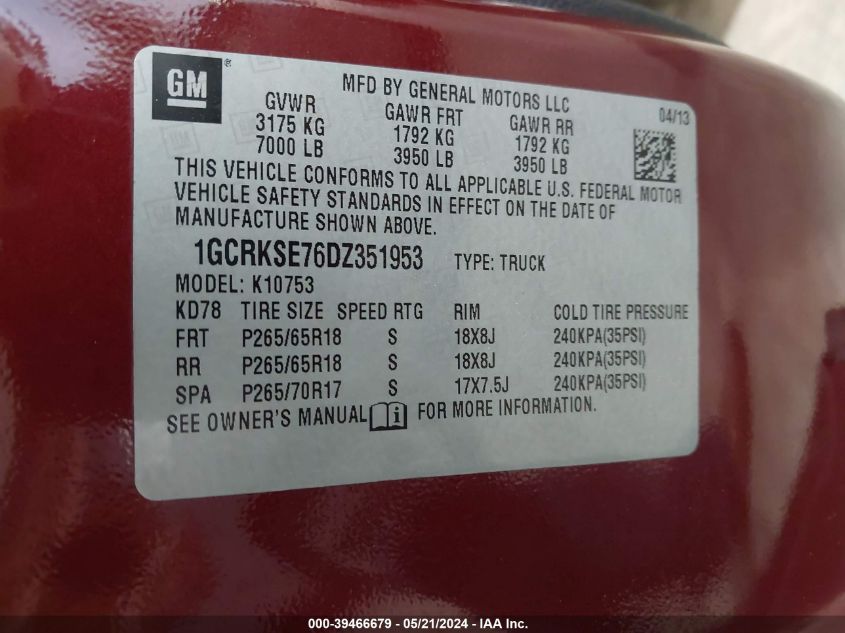 GM®
MFD BY GENERAL MOTORS LLC
04/13
GVWR GAWR FRT GAWR RR
3175 KG 1792 KG 1792 KG
7000 LB 3950 LB 3950 LB
THIS VEHICLE CONFORMS TO ALL APPLICABLE U.S. FEDERAL MOTOR
VEHICLE SAFETY STANDARDS IN EFFECT ON THE DATE OF
MANUFACTURE SHOWN ABOVE.
1GCRKSE76DZ351953 TYPE: TRUCK
MODEL: K10753
KD78 TIRE SIZE SPEED RTG RIM COLD TIRE PRESSURE
FRT P265/65R18 S 18X8J 240KPA(35PSI)
RR P265/65R18 S 18X8J 240KPA(35PSI)
SPA P265/70R17 S 17X7.5J 240KPA(35PSI)
SEE OWNER'S MANUAL i FOR MORE INFORMATION.
000-39466679 - 05/21/2024 - IAA Inc.